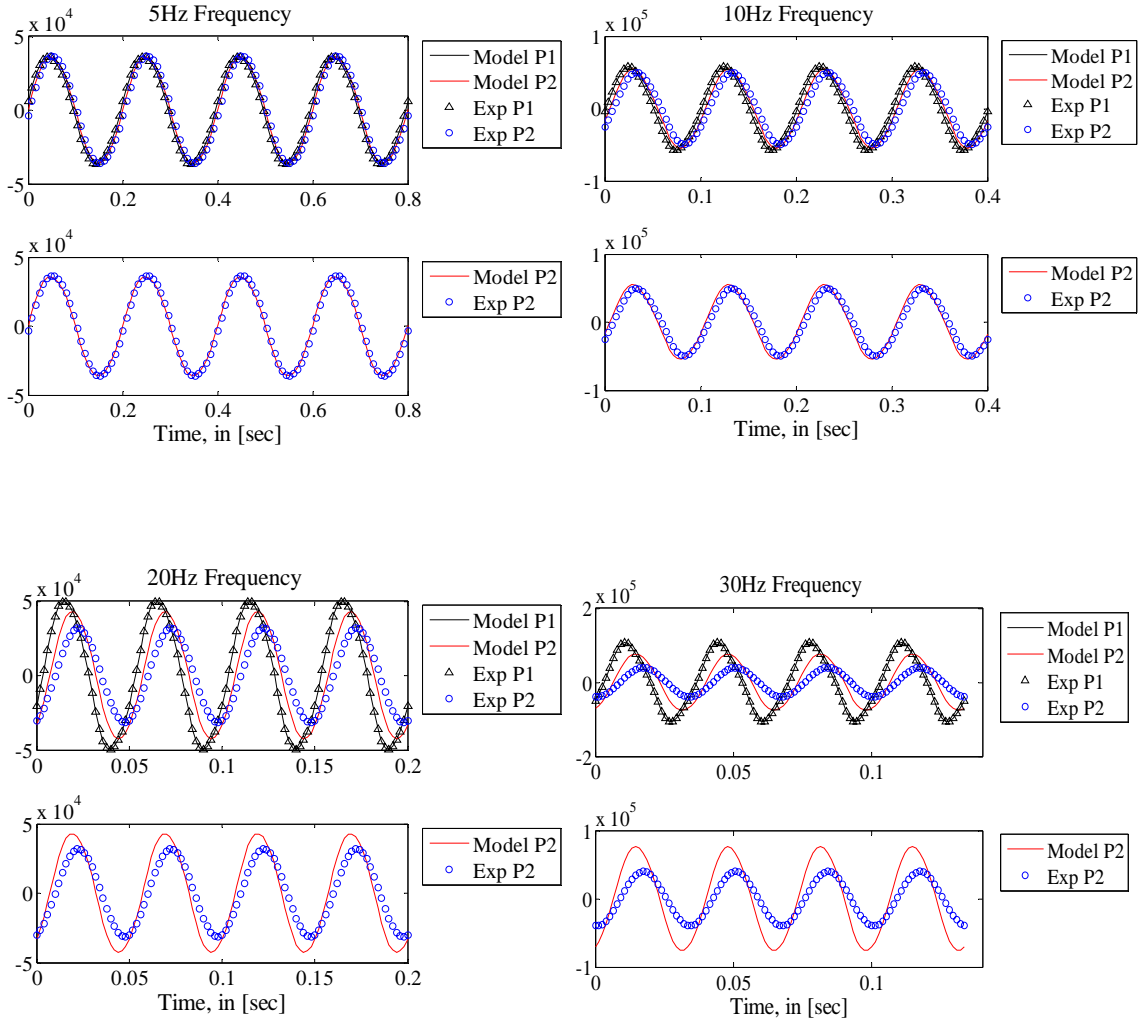 5Hz Frequency
x 10^4
5
0
-5
0 0.2 0.4 0.6 0.8
Model P1
Model P2
Exp P1
Exp P2
x 10^4
5
0
-5
0 0.2 0.4 0.6 0.8
Time, in [sec]
Model P2
Exp P2
10Hz Frequency
x 10^5
1
0
-1
0 0.1 0.2 0.3 0.4
Model P1
Model P2
Exp P1
Exp P2
x 10^5
1
0
-1
0 0.1 0.2 0.3 0.4
Time, in [sec]
Model P2
Exp P2
20Hz Frequency
x 10^4
5
0
-5
0 0.05 0.1 0.15 0.2
Model P1
Model P2
Exp P1
Exp P2
x 10^4
5
0
-5
0 0.05 0.1 0.15 0.2
Time, in [sec]
Model P2
Exp P2
30Hz Frequency
x 10^5
2
0
-2
0 0.05 0.1
Model P1
Model P2
Exp P1
Exp P2
x 10^5
1
0
-1
0 0.05 0.1
Time, in [sec]
Model P2
Exp P2